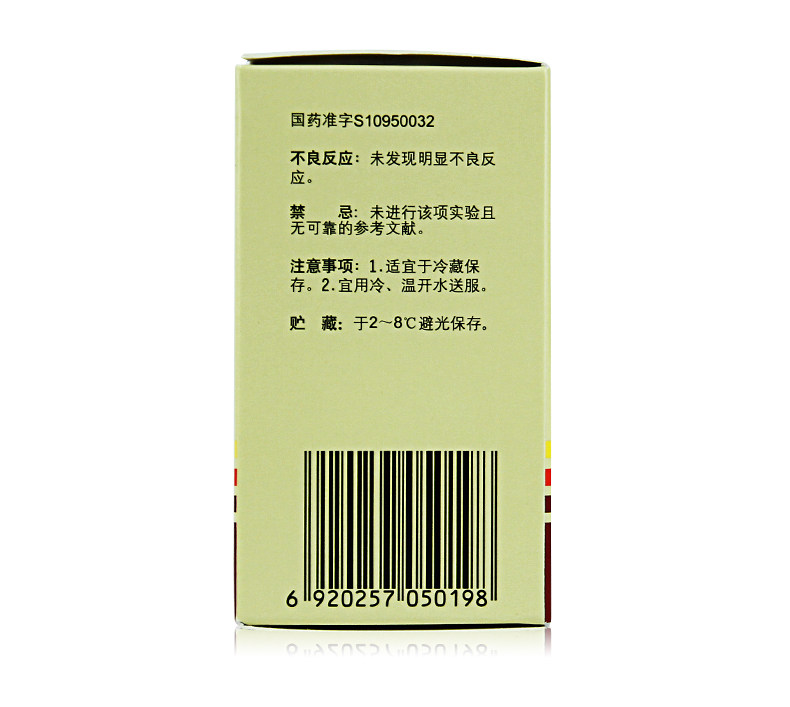 国药准字S10950032
不良反应：未发现明显不良反
应。
禁　　忌：未进行该项实验且
无可靠的参考文献。
注意事项：1.适宜于冷藏保
存。2.宜用冷、温开水送服。
贮　藏：于2～8℃避光保存。
6 920257 050198